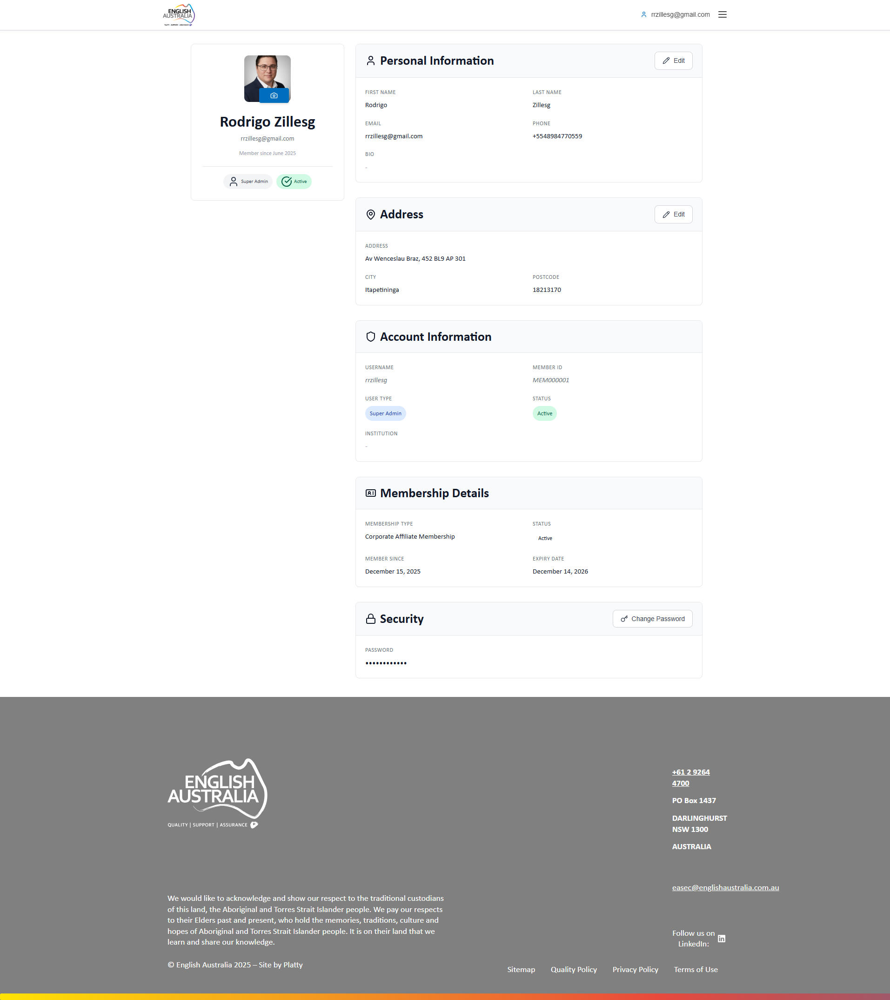 ENGLISH
AUSTRALIA
rrzillesg@gmail.com
Rodrigo Zillesg
rrzillesg@gmail.com
Member since June 2025
Super Admin
Active
Personal Information
Edit
FIRST NAME
LAST NAME
Rodrigo
Zillesg
EMAIL
PHONE
rrzillesg@gmail.com
+5548984770559
BIO
-
Address
Edit
ADDRESS
Av Wenceslau Braz, 452 BL9 AP 301
CITY
POSTCODE
Itapetininga
18213170
Account Information
USERNAME
MEMBER ID
rrzillesg
MEM000001
USER TYPE
STATUS
Super Admin
Active
INSTITUTION
-
Membership Details
MEMBERSHIP TYPE
STATUS
Corporate Affiliate Membership
Active
MEMBER SINCE
EXPIRY DATE
December 15, 2025
December 14, 2026
Security
Change Password
PASSWORD
••••••••••••
ENGLISH
AUSTRALIA
QUALITY | SUPPORT | ASSURANCE
+61 2 9264
4700
PO Box 1437
DARLINGHURST
NSW 1300
AUSTRALIA
easec@englishaustralia.com.au
We would like to acknowledge and show our respect to the traditional custodians
of this land, the Aboriginal and Torres Strait Islander people. We pay our respects
to their Elders past and present, who hold the memories, traditions, culture and
hopes of Aboriginal and Torres Strait Islander people. It is on their land that we
learn and share our knowledge.
Follow us on
LinkedIn:
© English Australia 2025 – Site by Platty
Sitemap
Quality Policy
Privacy Policy
Terms of Use